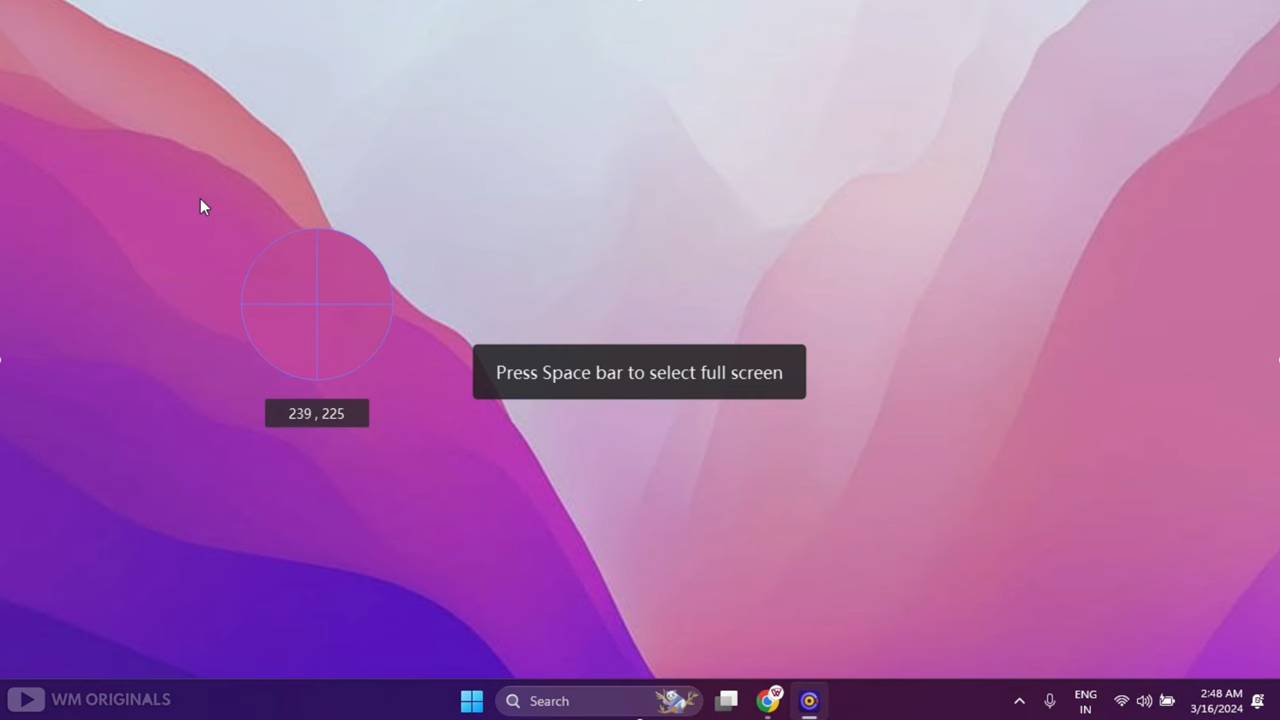 Press Space bar to select full screen
239 , 225
WM ORIGINALS
Search
ENG
IN
2:48 AM
3/16/2024